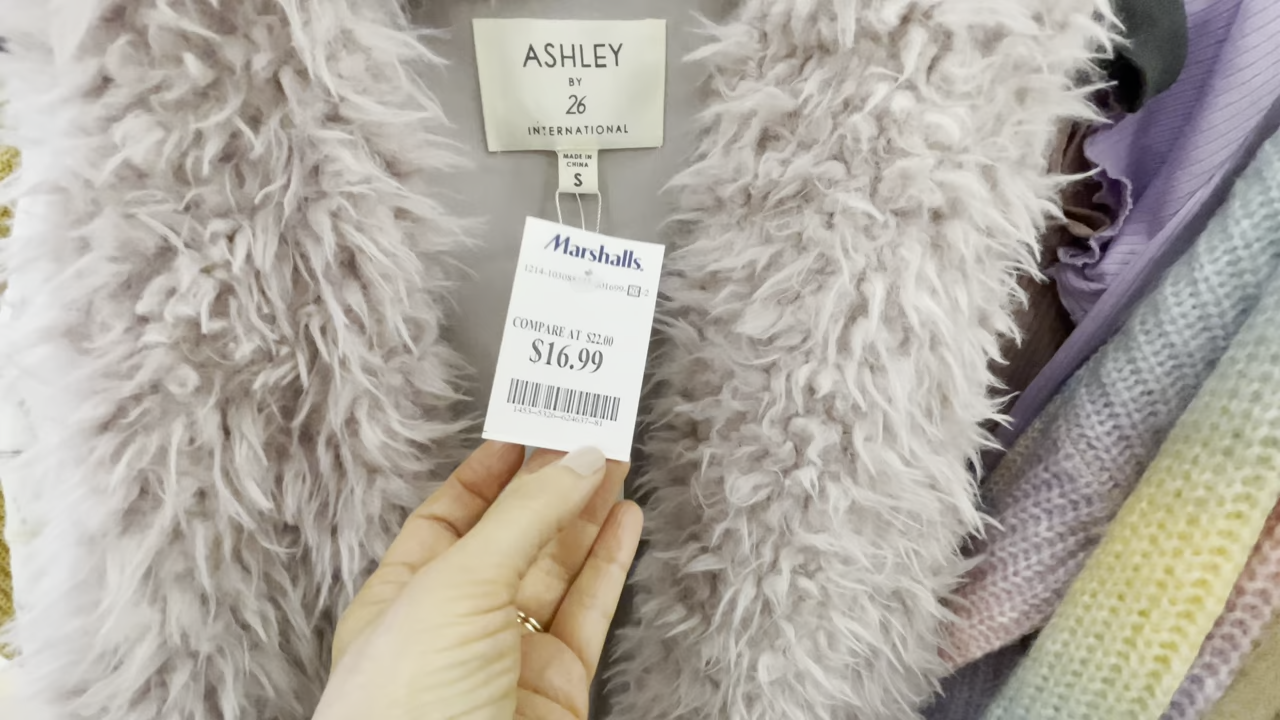 ASHLEY
BY
26
INTERNATIONAL
MADE IN
CHINA
S
Marshalls.
COMPARE AT $22.00
$16.99